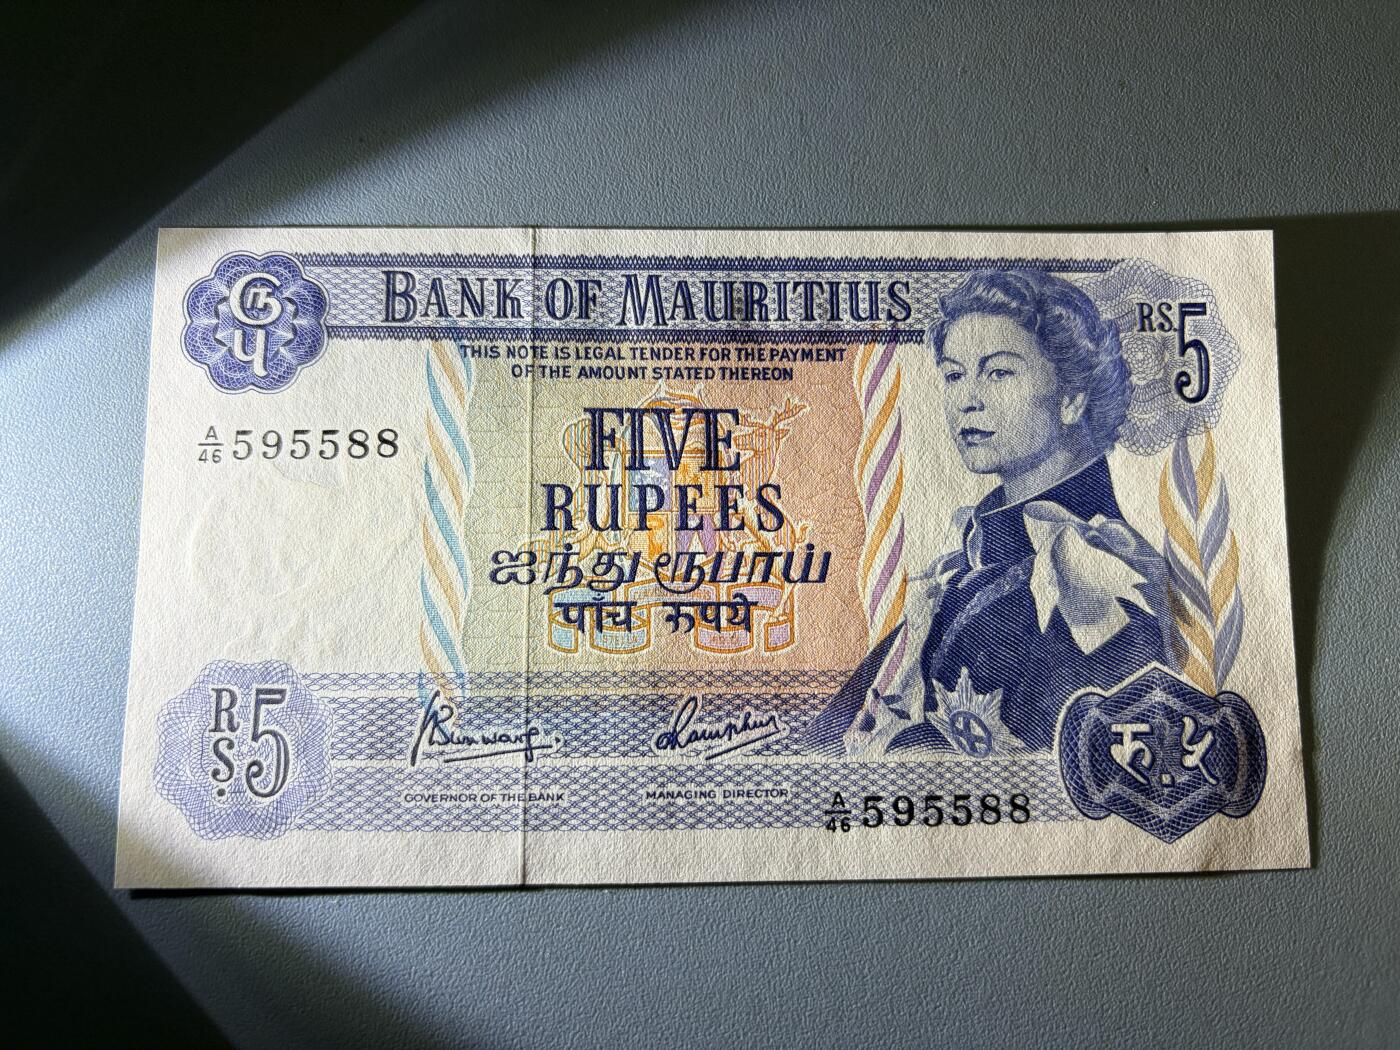 ரூ
௫
BANK OF MAURITIUS
RS.5
THIS NOTE IS LEGAL TENDER FOR THE PAYMENT
OF THE AMOUNT STATED THEREON
A/46 595588
FIVE
RUPEES
ஐந்து ரூபாய்
पाँच रुपये
RS.5
रु.५
GOVERNOR OF THE BANK
MANAGING DIRECTOR
A/46 595588